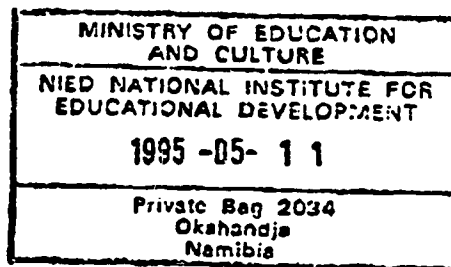 MINISTRY OF EDUCATION
AND CULTURE
NIED NATIONAL INSTITUTE FOR
EDUCATIONAL DEVELOPMENT
1995 -05- 11
Private Bag 2034
Okahandja
Namibia